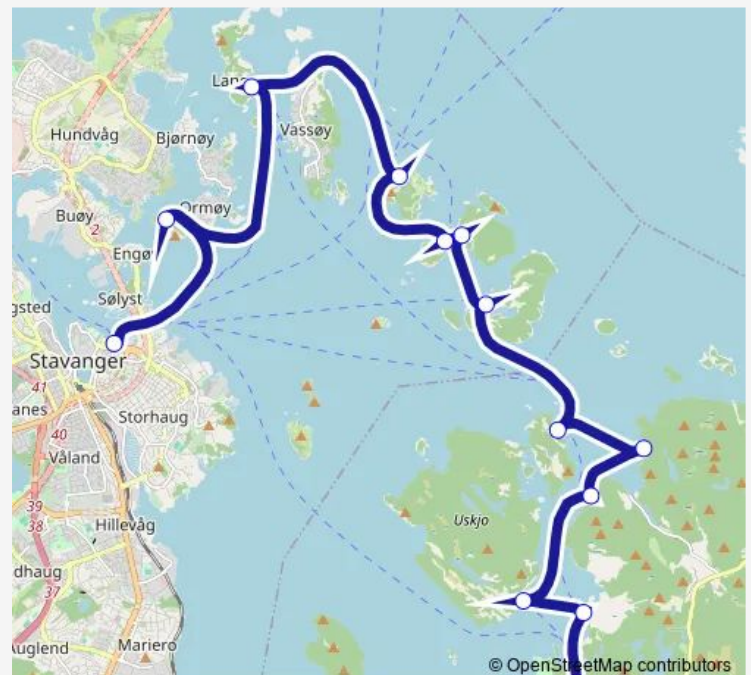 Lang
Hundvåg
Bjørnøy
Vassøy
Buøy
Ormøy
2
Engø
Sølyst
gsted
Stavanger
41
anes
Storhaug
40
Våland
39
38
Uskjo
Hillevåg
dhaug
37
Auglend
Mariero
© OpenStreetMap contributors